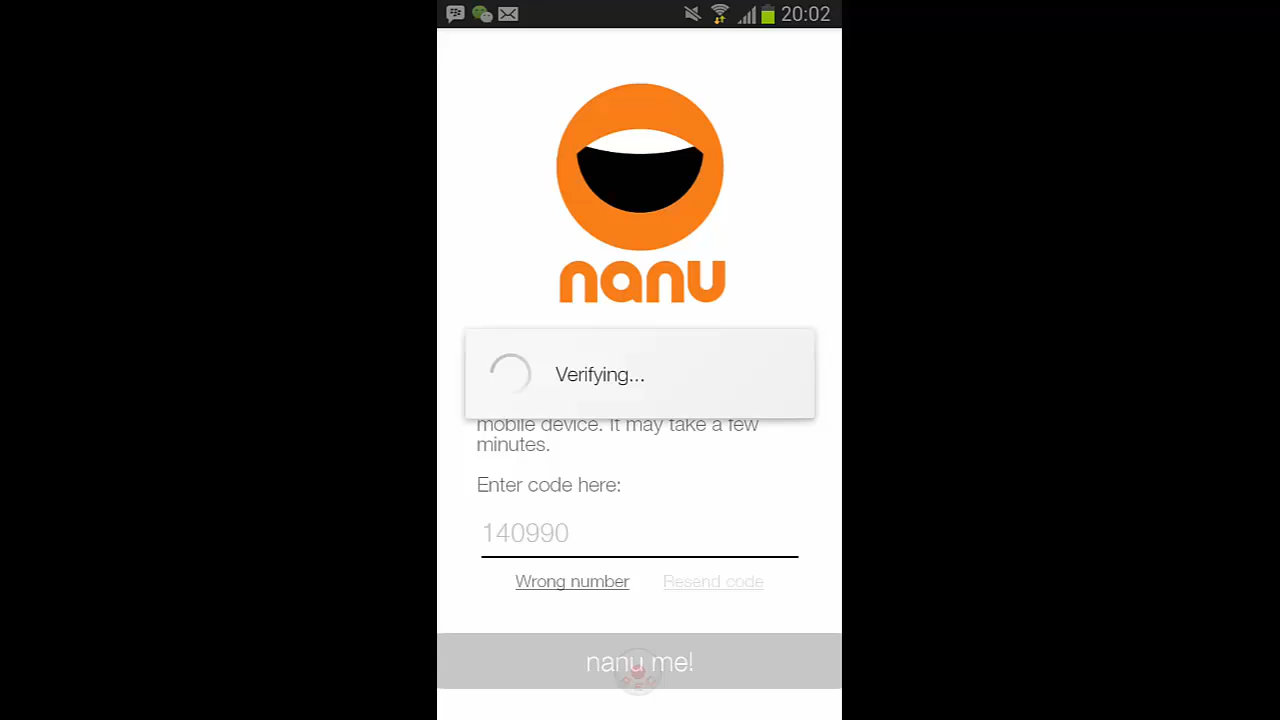 20:02
nanu
Verifying...
mobile device. It may take a few
minutes.
Enter code here:
140990
Wrong number Resend code
nanu me!